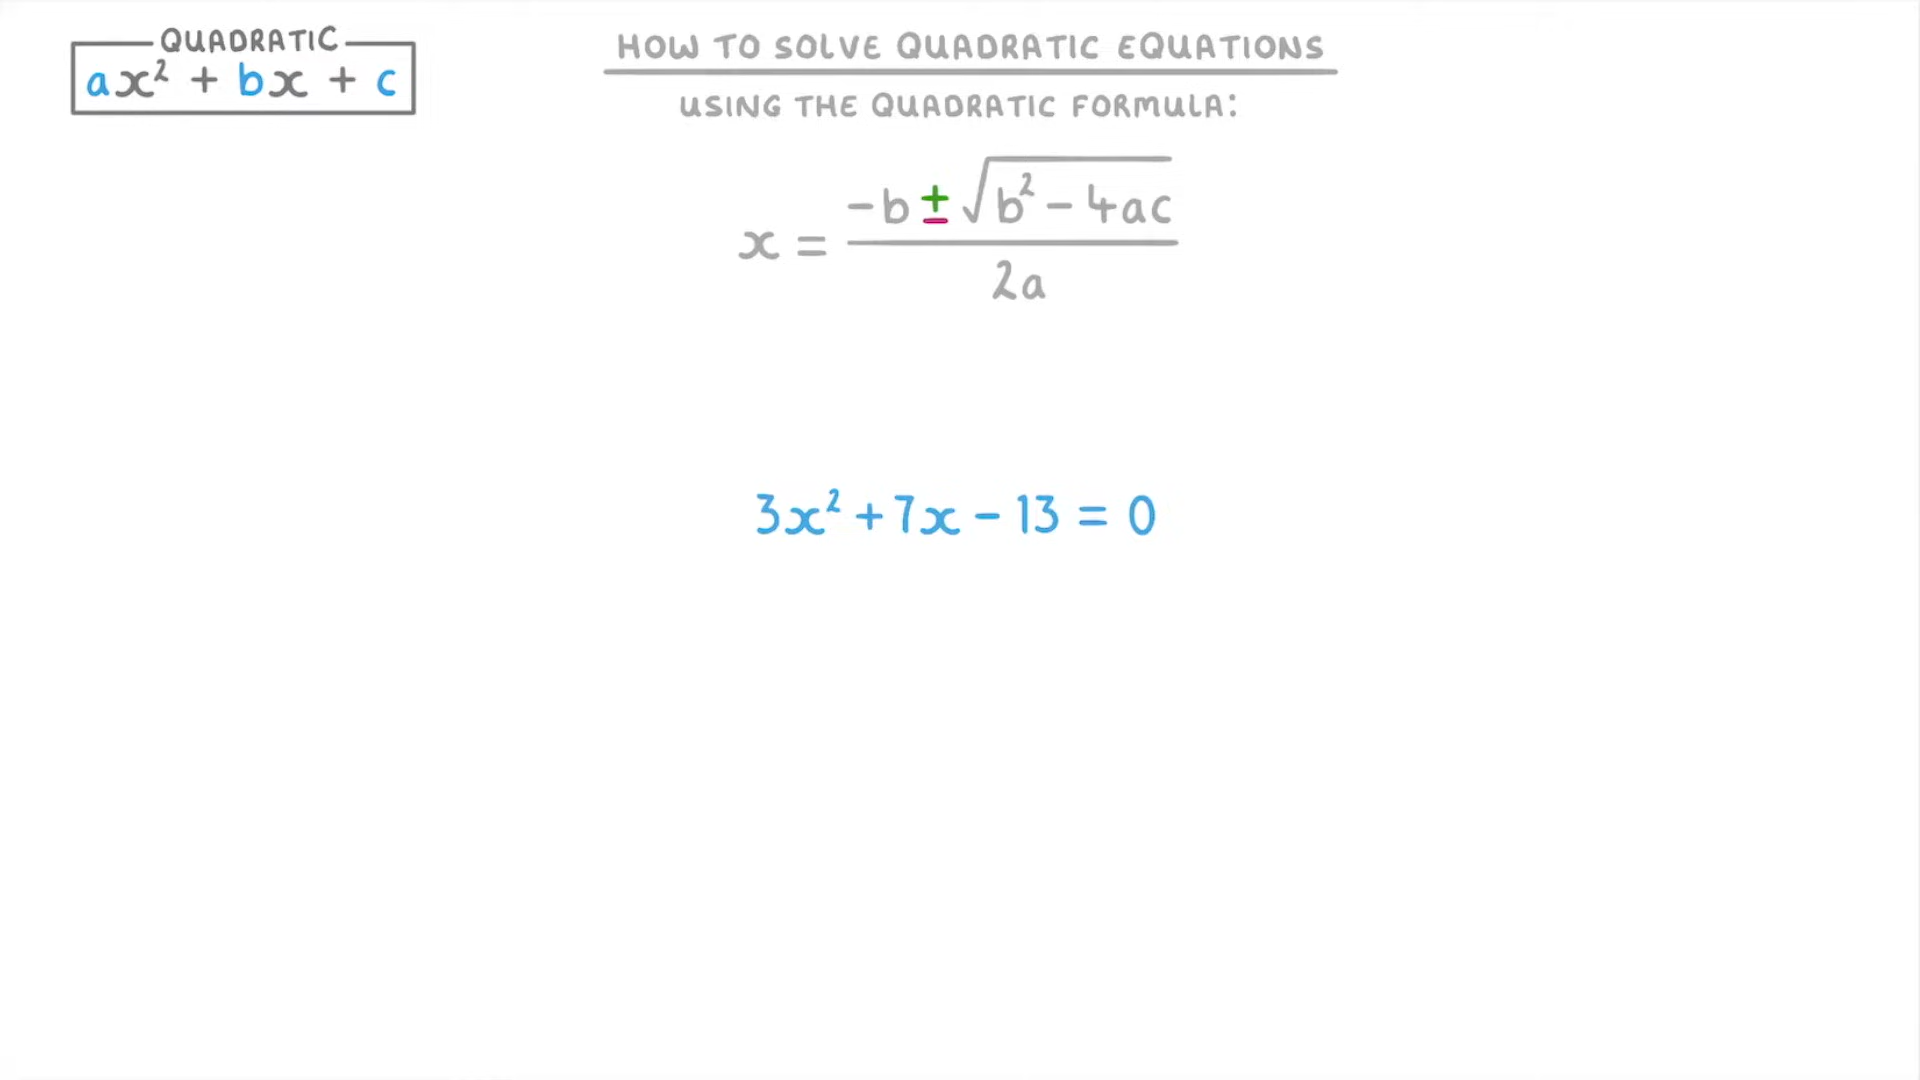 QUADRATIC
ax² + bx + c
HOW TO SOLVE QUADRATIC EQUATIONS
USING THE QUADRATIC FORMULA:
x = (-b ± √(b² - 4ac)) / 2a
3x² + 7x - 13 = 0